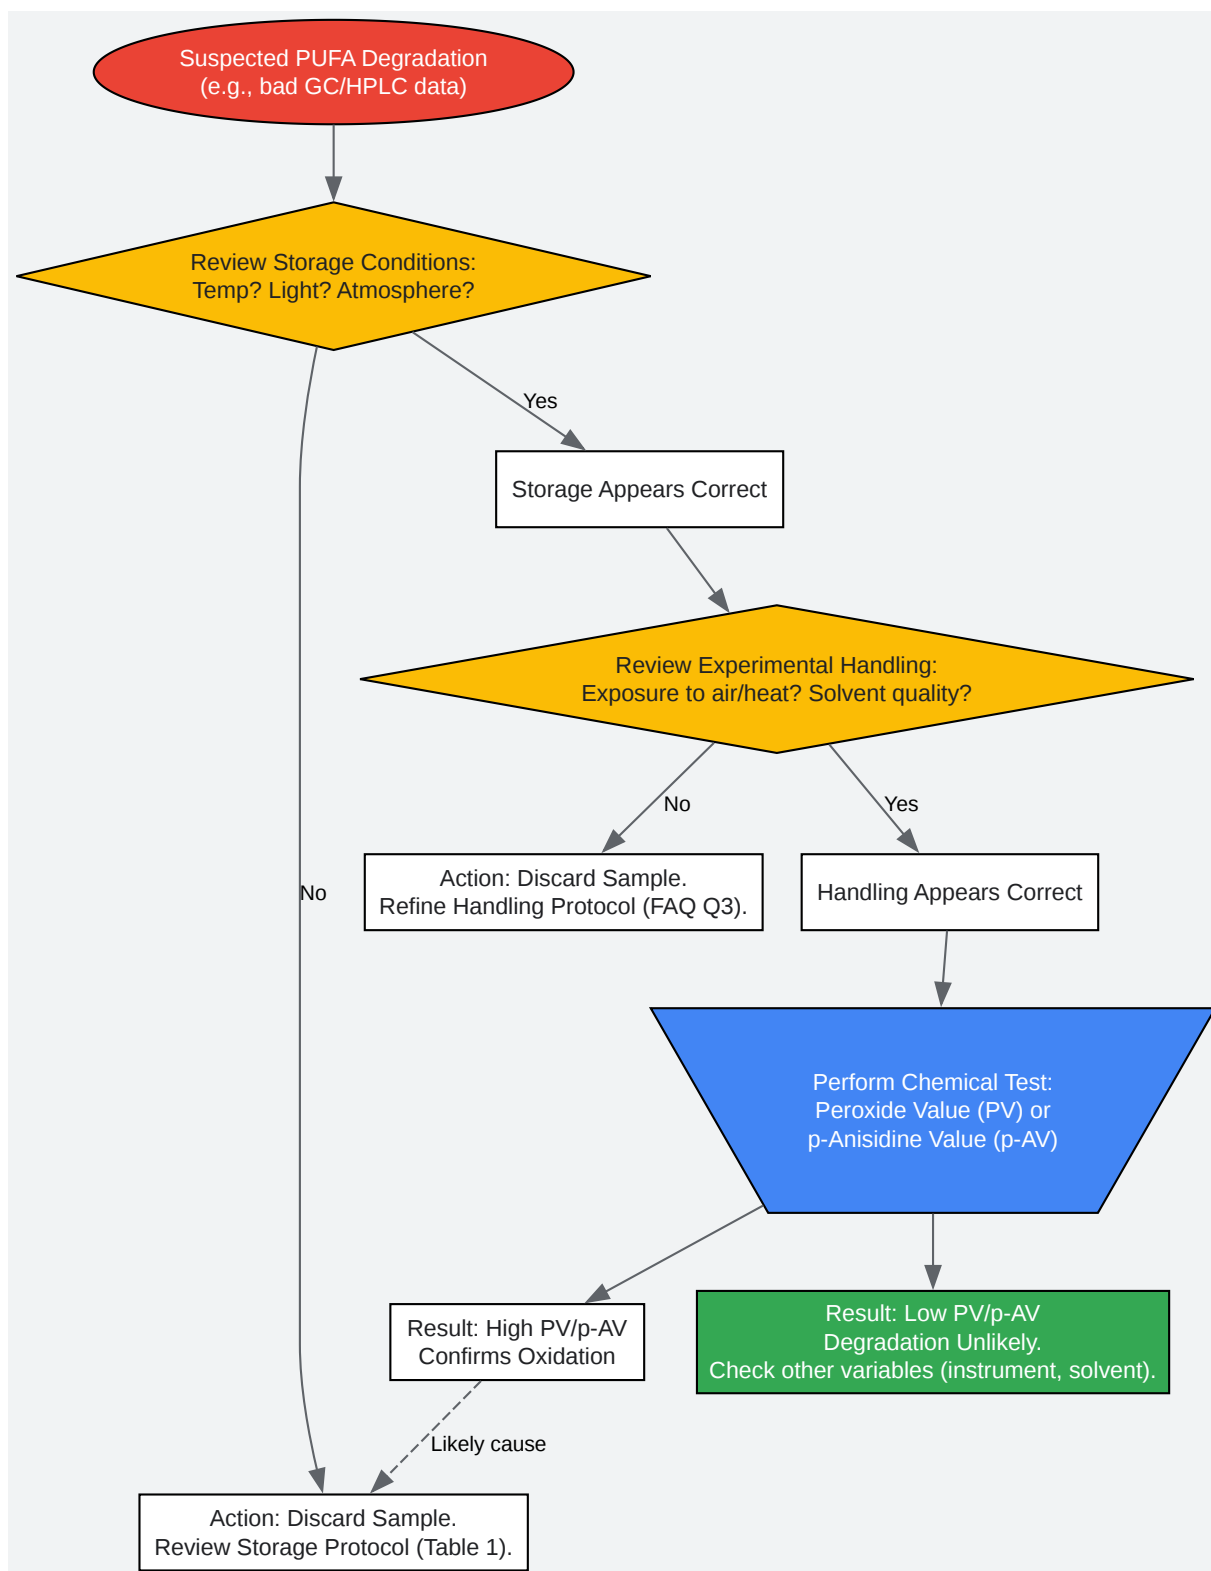 Suspected PUFA Degradation
(e.g., bad GC/HPLC data)
Review Storage Conditions:
Temp? Light? Atmosphere?
Yes
Storage Appears Correct
Review Experimental Handling:
Exposure to air/heat? Solvent quality?
No
Yes
Action: Discard Sample.
Refine Handling Protocol (FAQ Q3).
Handling Appears Correct
No
Perform Chemical Test:
Peroxide Value (PV) or
p-Anisidine Value (p-AV)
Result: High PV/p-AV
Confirms Oxidation
Result: Low PV/p-AV
Degradation Unlikely.
Check other variables (instrument, solvent).
Likely cause
Action: Discard Sample.
Review Storage Protocol (Table 1).